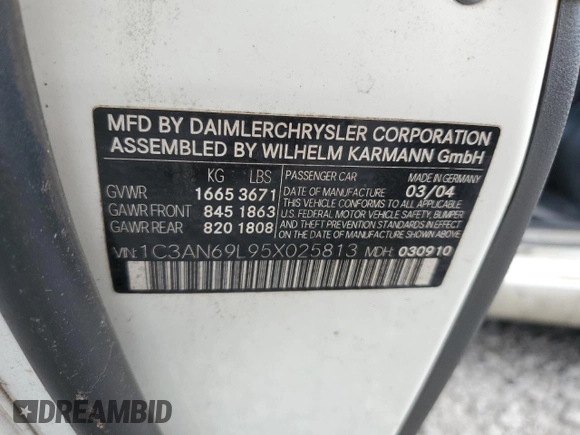 MFD BY DAIMLERCHRYSLER CORPORATION
ASSEMBLED BY WILHELM KARMANN GmbH
KG LBS PASSENGER CAR MADE IN GERMANY
GVWR 1665 3671 DATE OF MANUFACTURE 03/04
GAWR FRONT 845 1863 THIS VEHICLE CONFORMS TO ALL APPLICABLE
U.S. FEDERAL MOTOR VEHICLE SAFETY, BUMPER,
GAWR REAR 820 1808 AND THEFT PREVENTION STANDARDS IN EFFECT
ON THE DATE OF MANUFACTURE SHOWN ABOVE.
VIN: 1C3AN69L95X025813 MDH: 030910
DREAMBID